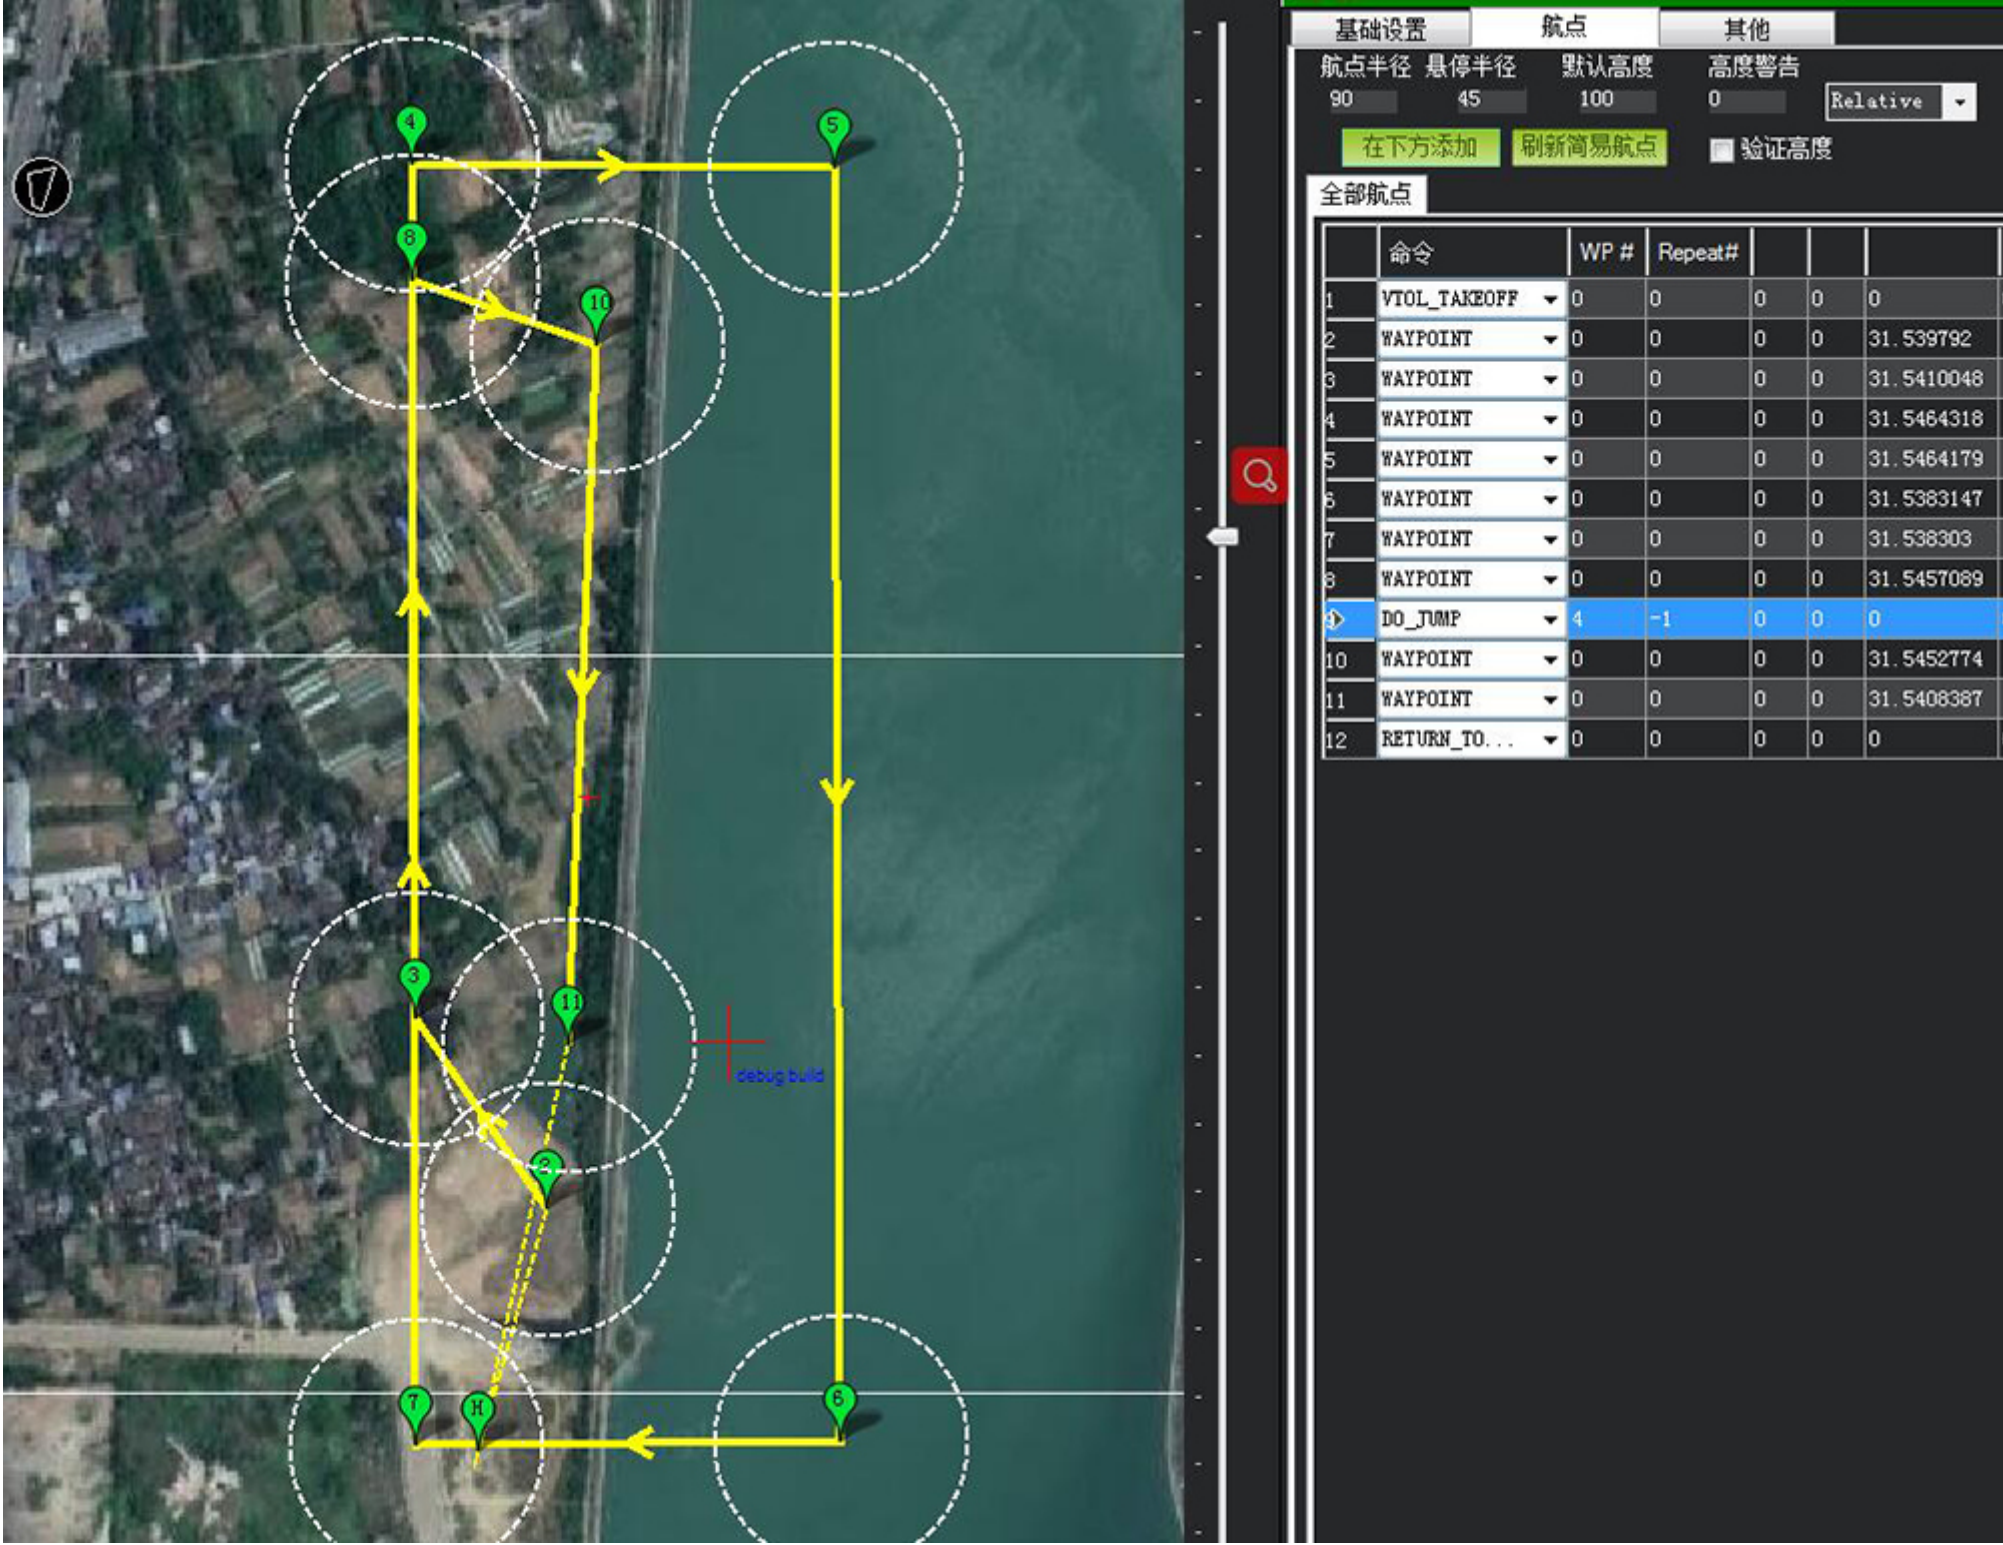 基础设置 航点 其他
航点半径 悬停半径 默认高度 高度警告
90 45 100 0 Relative
在下方添加 刷新简易航点 验证高度
全部航点
命令 WP # Repeat#
1 VTOL_TAKEOFF 0 0 0 0 0
2 WAYPOINT 0 0 0 0 31.539792
3 WAYPOINT 0 0 0 0 31.5410048
4 WAYPOINT 0 0 0 0 31.5464318
5 WAYPOINT 0 0 0 0 31.5464179
6 WAYPOINT 0 0 0 0 31.5383147
7 WAYPOINT 0 0 0 0 31.538303
8 WAYPOINT 0 0 0 0 31.5457089
DO_JUMP 4 -1 0 0 0
10 WAYPOINT 0 0 0 0 31.5452774
11 WAYPOINT 0 0 0 0 31.5408387
12 RETURN_TO... 0 0 0 0 0
4
5
8
10
3
11
debug build
2
7
H
6